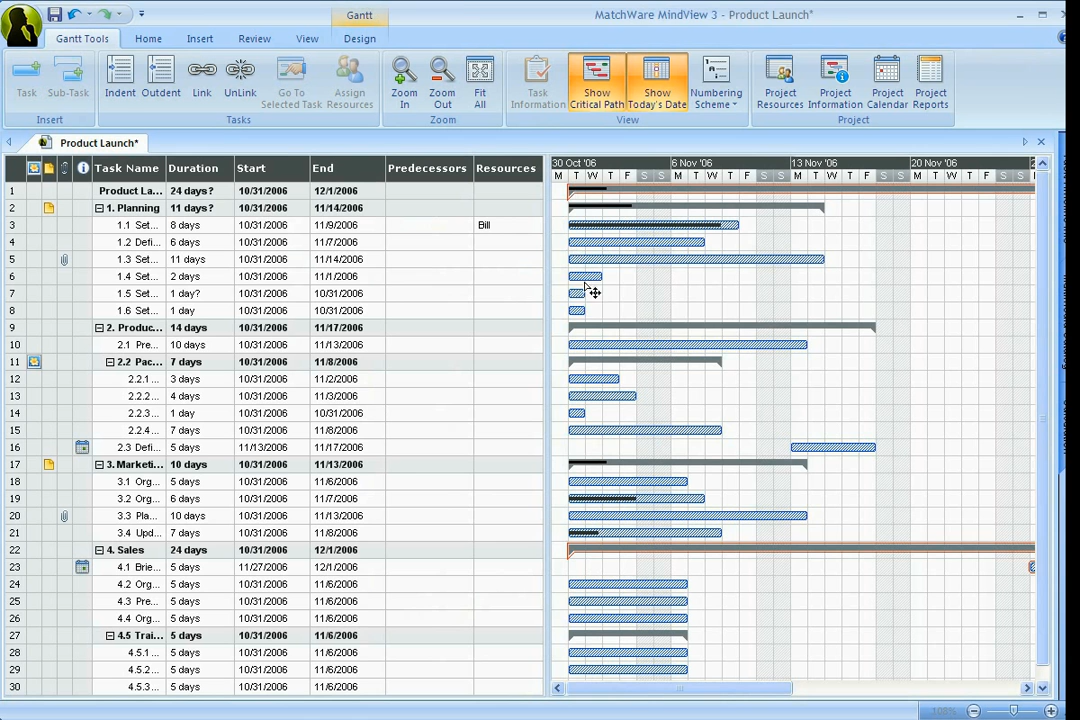 Gantt
MatchWare MindView 3 - Product Launch*
Gantt Tools Home Insert Review View Design
Task Sub-Task Indent Outdent Link UnLink Go To Selected Task Assign Resources Zoom In Zoom Out Fit All Task Information Show Critical Path Show Today's Date Numbering Scheme Project Resources Project Information Project Calendar Project Reports
Insert Tasks Zoom View Project
Product Launch*
Task Name Duration Start End Predecessors Resources 30 Oct '06 6 Nov '06 13 Nov '06 20 Nov '06
M T W T F S S M T W T F S S M T W T F S S M T W T F S S
1 Product La... 24 days? 10/31/2006 12/1/2006
2 1. Planning 11 days? 10/31/2006 11/14/2006
3 1.1 Set... 8 days 10/31/2006 11/9/2006 Bill
4 1.2 Defi... 6 days 10/31/2006 11/7/2006
5 1.3 Set... 11 days 10/31/2006 11/14/2006
6 1.4 Set... 2 days 10/31/2006 11/1/2006
7 1.5 Set... 1 day? 10/31/2006 10/31/2006
8 1.6 Set... 1 day 10/31/2006 10/31/2006
9 2. Produc... 14 days 10/31/2006 11/17/2006
10 2.1 Pre... 10 days 10/31/2006 11/13/2006
11 2.2 Pac... 7 days 10/31/2006 11/8/2006
12 2.2.1 ... 3 days 10/31/2006 11/2/2006
13 2.2.2 ... 4 days 10/31/2006 11/3/2006
14 2.2.3 ... 1 day 10/31/2006 10/31/2006
15 2.2.4 ... 7 days 10/31/2006 11/8/2006
16 2.3 Defi... 5 days 11/13/2006 11/17/2006
17 3. Marketi... 10 days 10/31/2006 11/13/2006
18 3.1 Org... 5 days 10/31/2006 11/6/2006
19 3.2 Org... 6 days 10/31/2006 11/7/2006
20 3.3 Pla... 10 days 10/31/2006 11/13/2006
21 3.4 Upd... 7 days 10/31/2006 11/8/2006
22 4. Sales 24 days 10/31/2006 12/1/2006
23 4.1 Brie... 5 days 11/27/2006 12/1/2006
24 4.2 Org... 5 days 10/31/2006 11/6/2006
25 4.3 Pre... 5 days 10/31/2006 11/6/2006
26 4.4 Org... 5 days 10/31/2006 11/6/2006
27 4.5 Trai... 5 days 10/31/2006 11/6/2006
28 4.5.1 ... 5 days 10/31/2006 11/6/2006
29 4.5.2 ... 5 days 10/31/2006 11/6/2006
30 4.5.3 ... 5 days 10/31/2006 11/6/2006